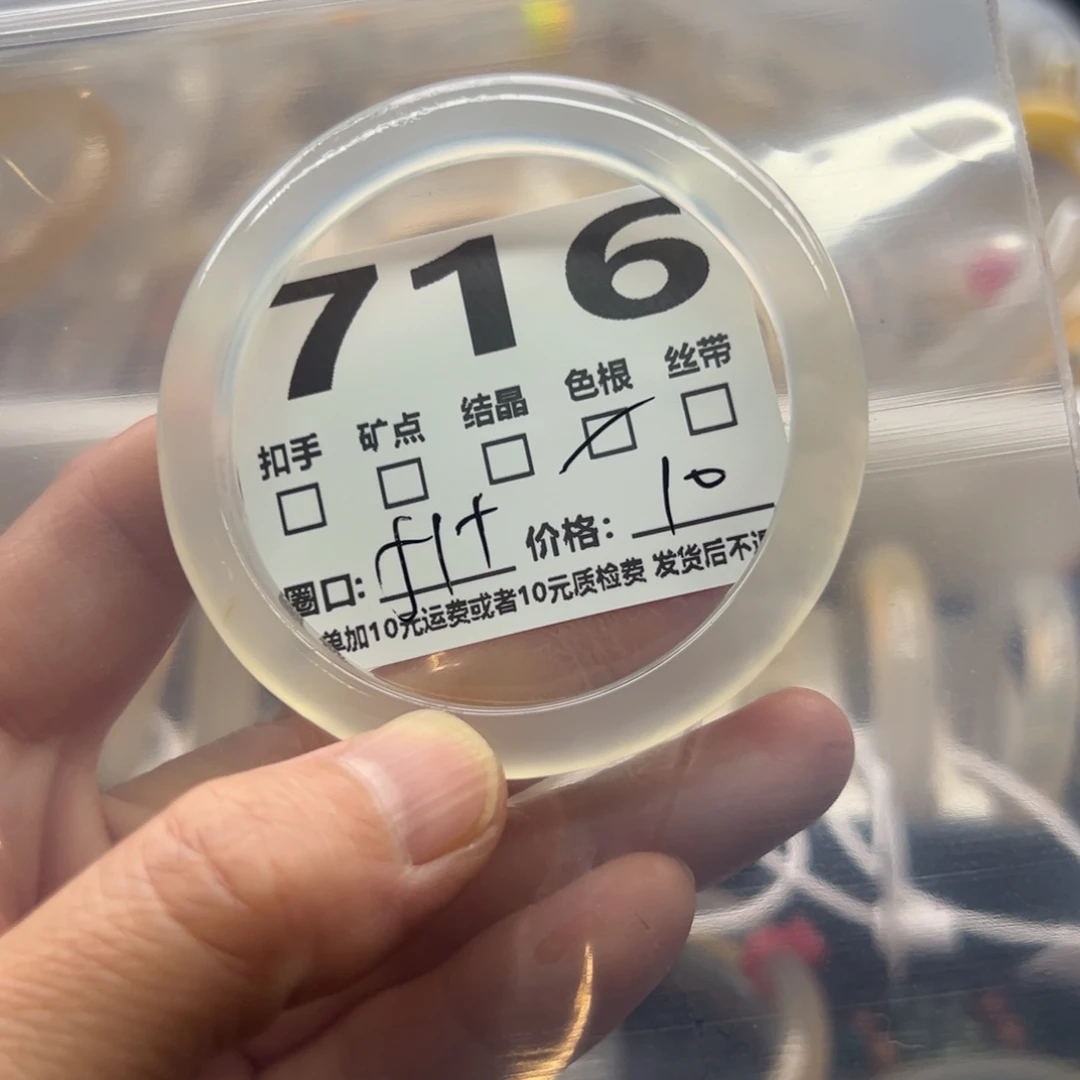 716
扣手 矿点 结晶 色根 丝带
圈口: 价格: 10
单加10元运费或者10元质检费 发货后不退